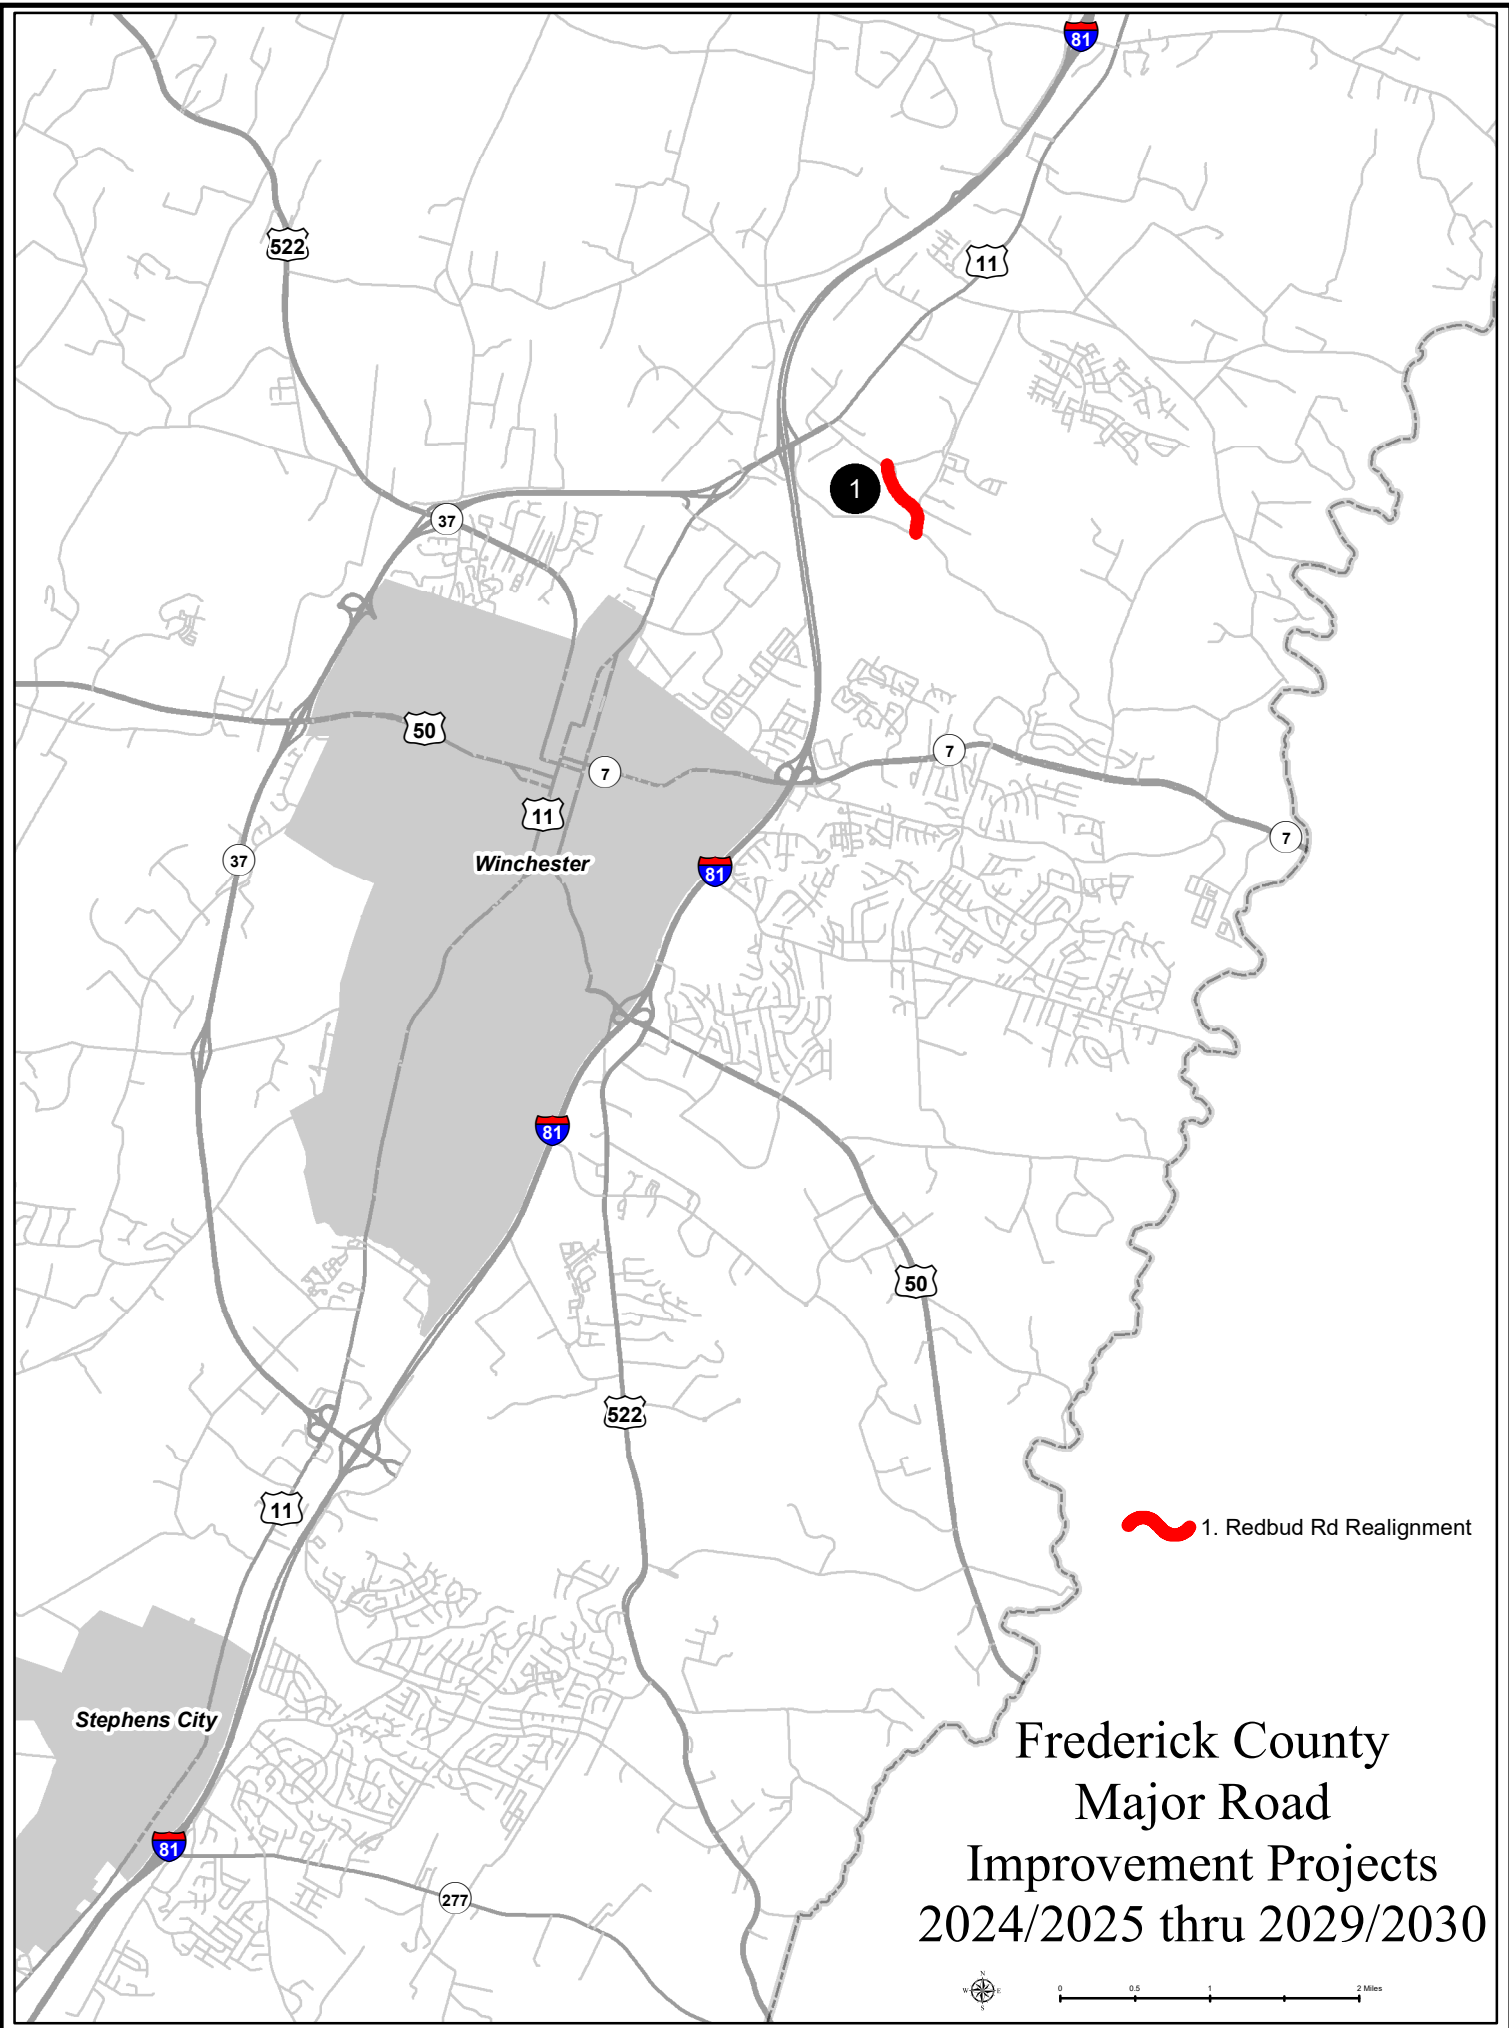 81
11
522
1
37
50
7
7
11
7
37
Winchester
81
81
50
522
11
1. Redbud Rd Realignment
Stephens City
81
277
Frederick County
Major Road
Improvement Projects
2024/2025 thru 2029/2030
N
W E
S
0 0.5 1 2 Miles